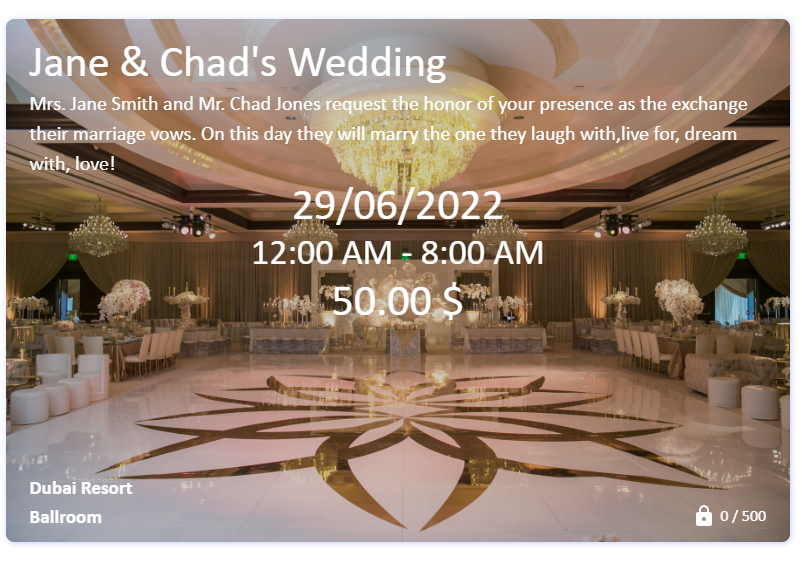 Jane & Chad's Wedding
Mrs. Jane Smith and Mr. Chad Jones request the honor of your presence as the exchange
their marriage vows. On this day they will marry the one they laugh with,live for, dream
with, love!
29/06/2022
12:00 AM - 8:00 AM
50.00 $
Dubai Resort
Ballroom
0 / 500